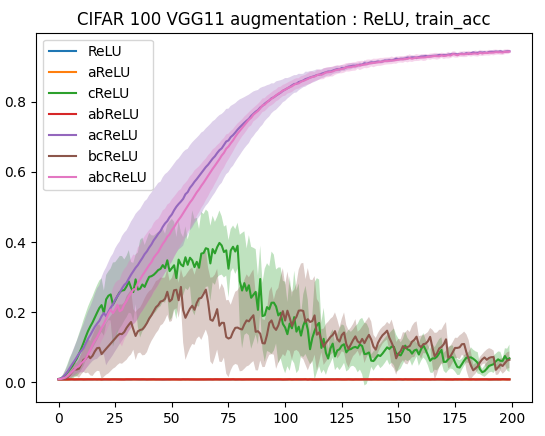 CIFAR 100 VGG11 augmentation : ReLU, train_acc
ReLU
aReLU
cReLU
abReLU
acReLU
bcReLU
abcReLU
0.8
0.6
0.4
0.2
0.0
0 25 50 75 100 125 150 175 200